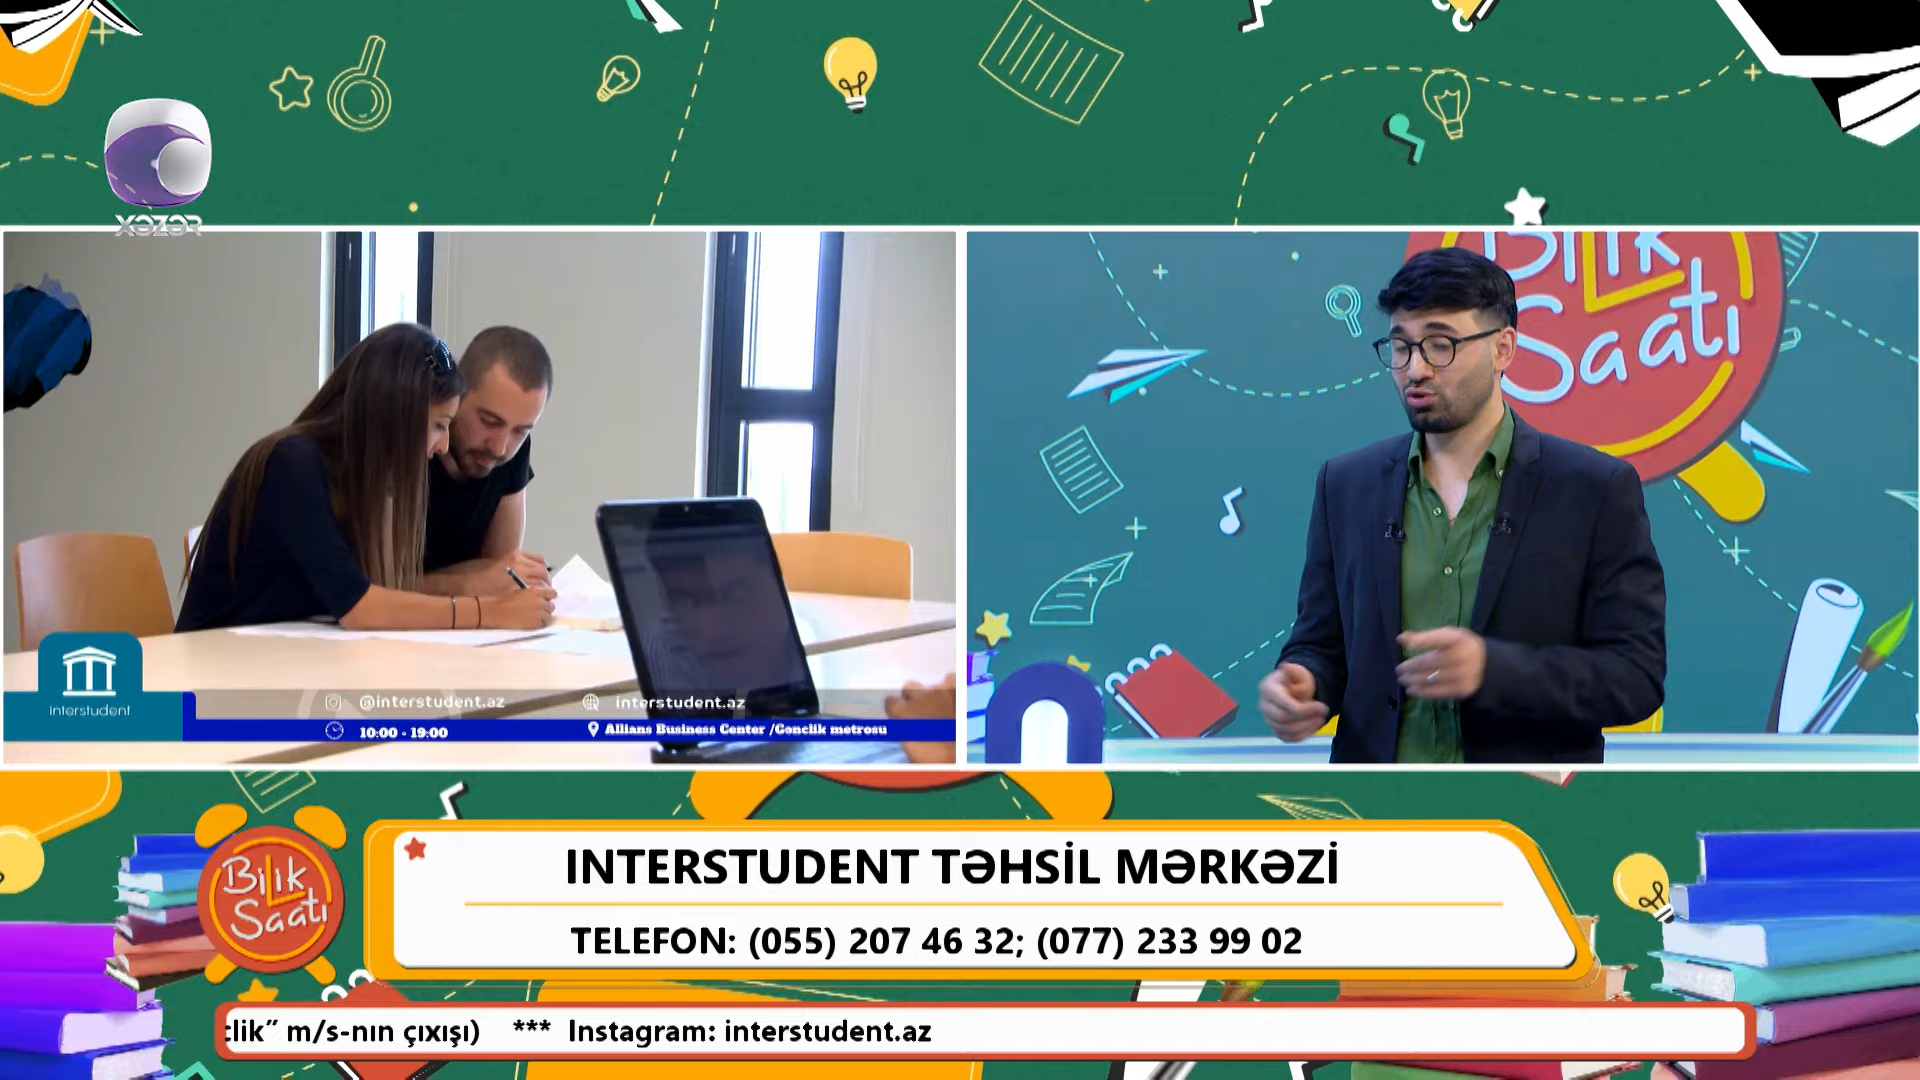 XəZəR
Bilik
Saatı
interstudent
@interstudent.az
interstudent.az
10:00 - 19:00
Allians Business Center /Gənclik metrosu
Bilik
Saatı
INTERSTUDENT TƏHSİL MƏRKƏZİ
TELEFON: (055) 207 46 32; (077) 233 99 02
clik” m/s-nın çıxışı) *** Instagram: interstudent.az